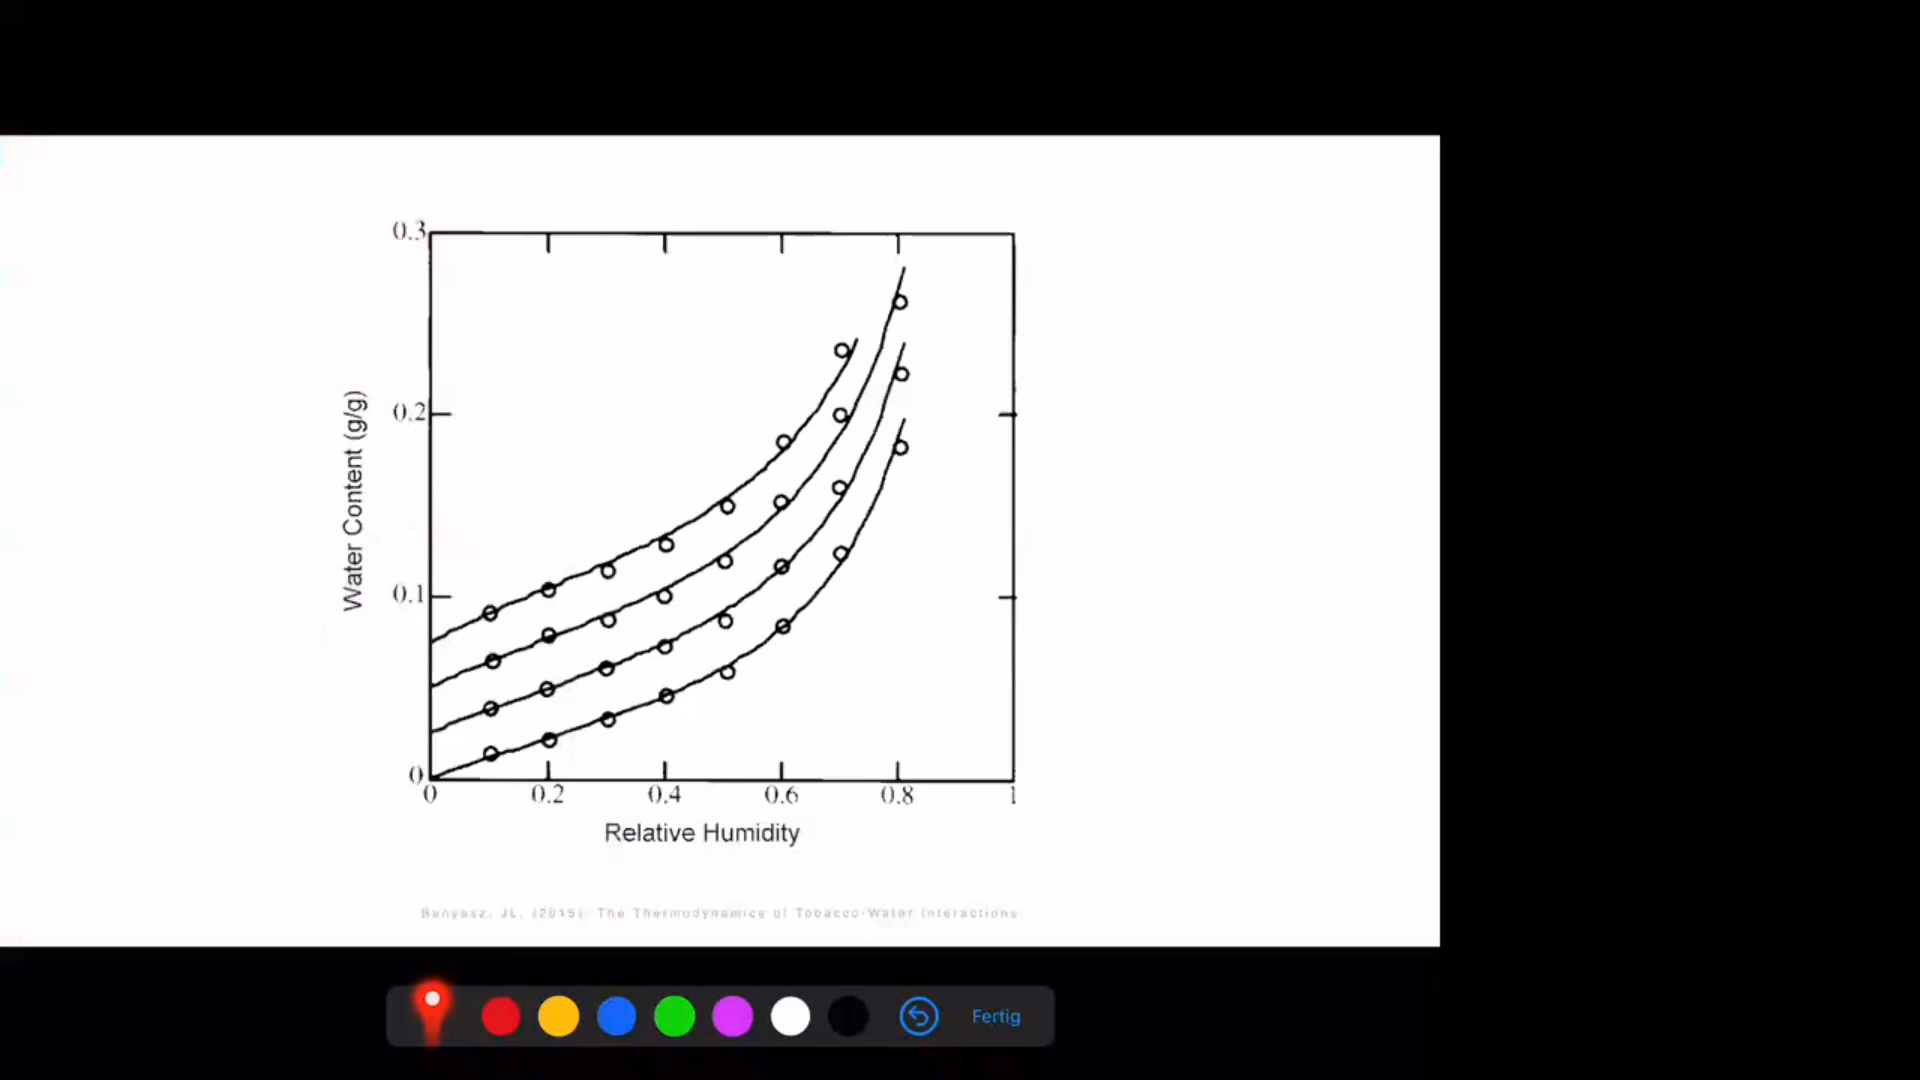 0.3
0.2
0.1
0
0 0.2 0.4 0.6 0.8 1
Water Content (g/g)
Relative Humidity
Banyasz, JL. (2015): The Thermodynamics of Tobacco-Water Interactions
Fertig